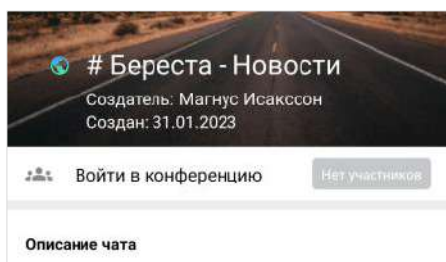 # Береста - Новости
Создатель: Магнус Исакссон
Создан: 31.01.2023
Войти в конференцию
Нет участников
Описание чата